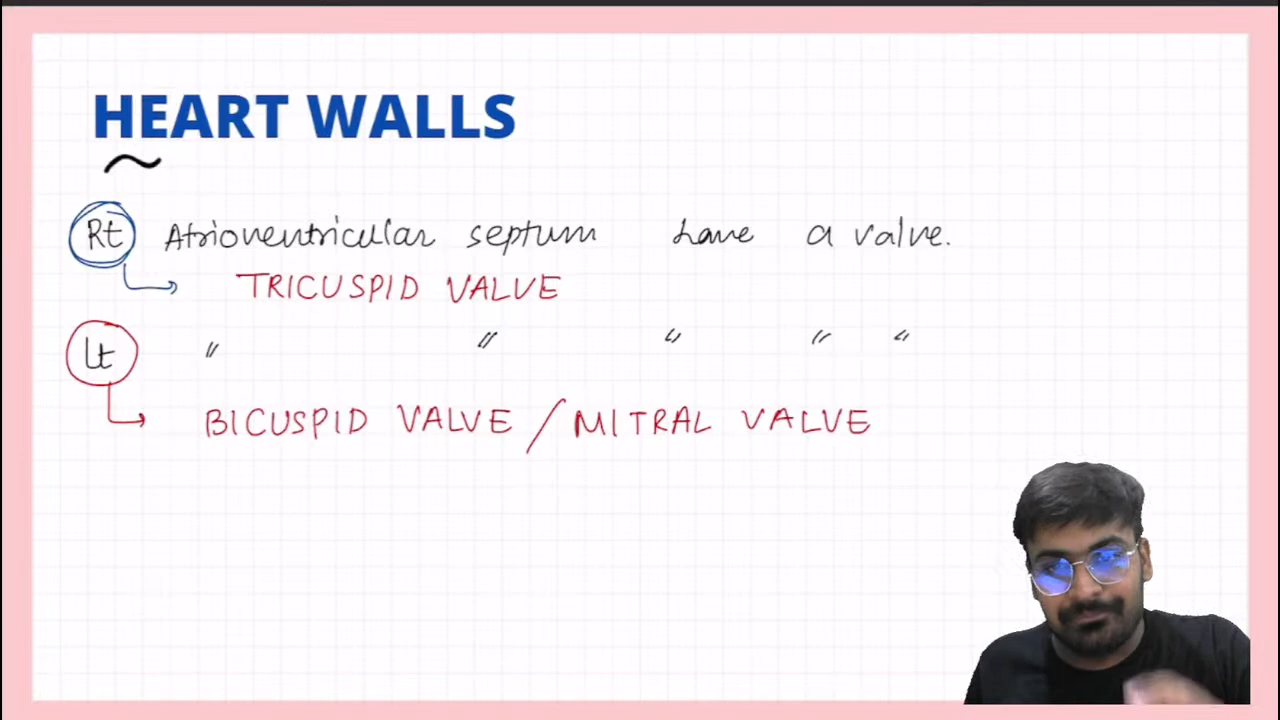 HEART WALLS
Rt Atrioventricular septum have a valve.
TRICUSPID VALVE
Lt " " " " "
BICUSPID VALVE / MITRAL VALVE